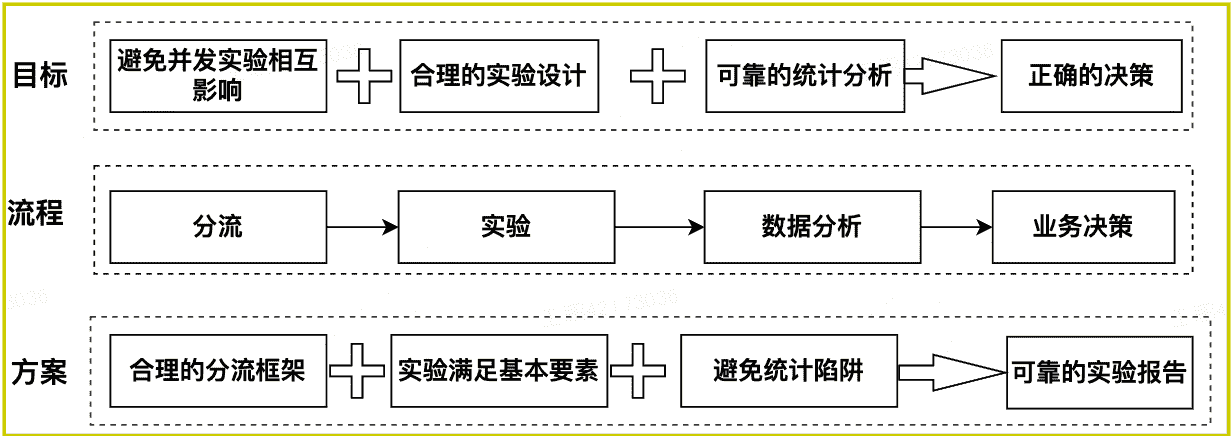 目标
避免并发实验相互
影响
合理的实验设计
可靠的统计分析
正确的决策
流程
分流
实验
数据分析
业务决策
方案
合理的分流框架
实验满足基本要素
避免统计陷阱
可靠的实验报告